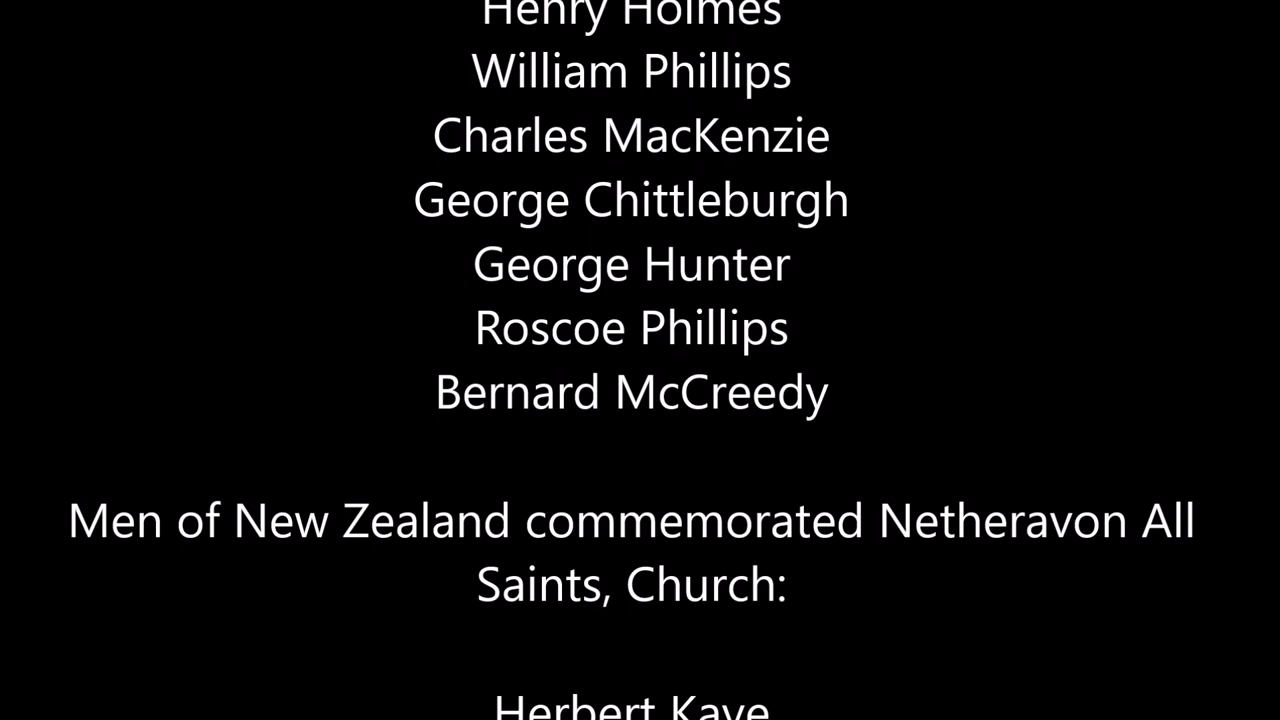 Henry Holmes
William Phillips
Charles MacKenzie
George Chittleburgh
George Hunter
Roscoe Phillips
Bernard McCreedy
Men of New Zealand commemorated Netheravon All
Saints, Church:
Herbert Kaye